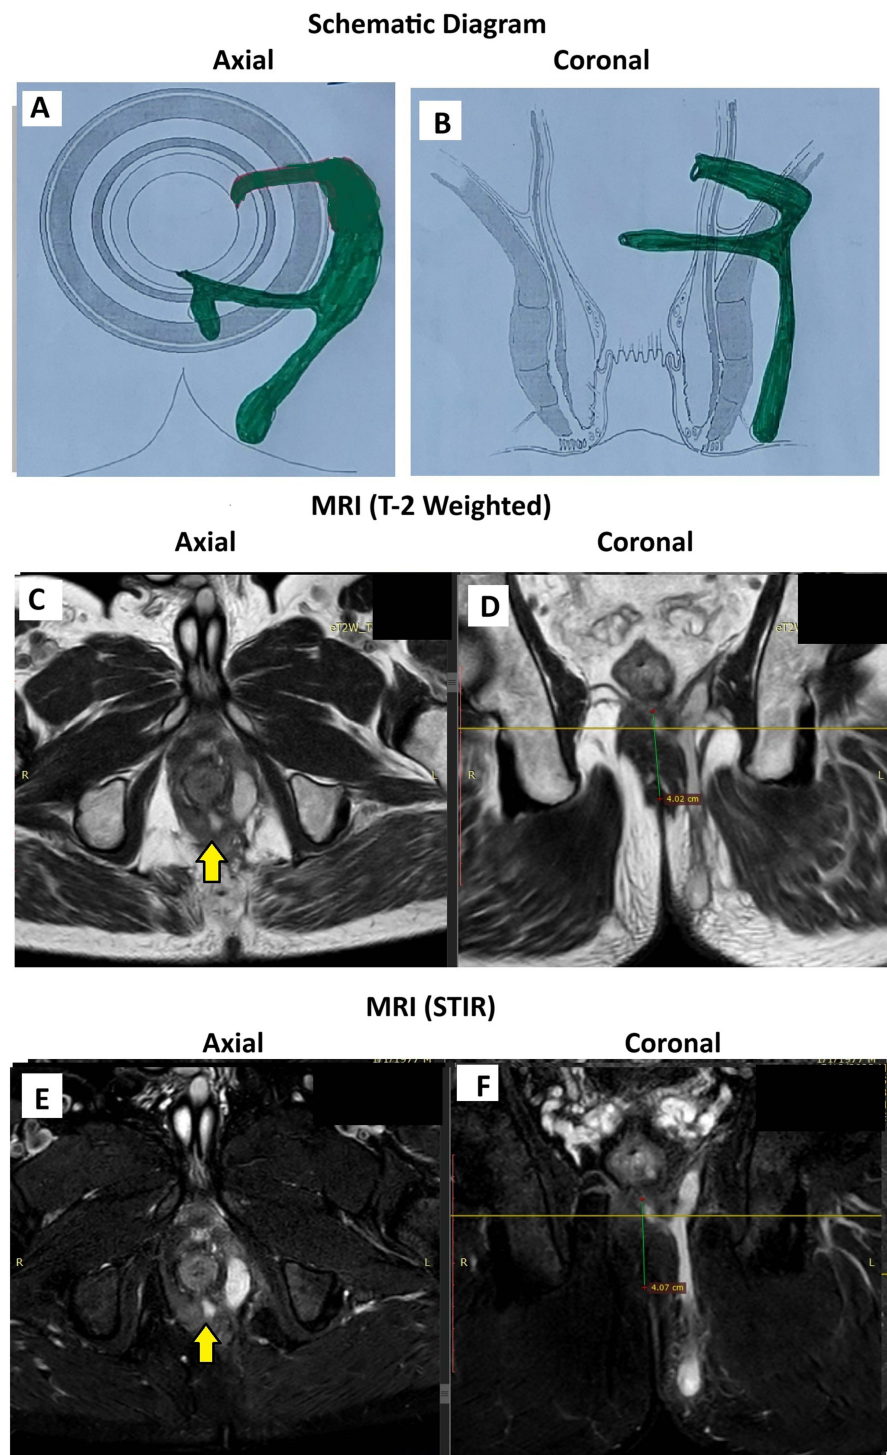 Schematic Diagram
Axial
Coronal
A
B
MRI (T-2 Weighted)
Axial
Coronal
C
D
R
L
R
L
4.02 cm
MRI (STIR)
Axial
Coronal
E
F
R
L
R
L
4.07 cm